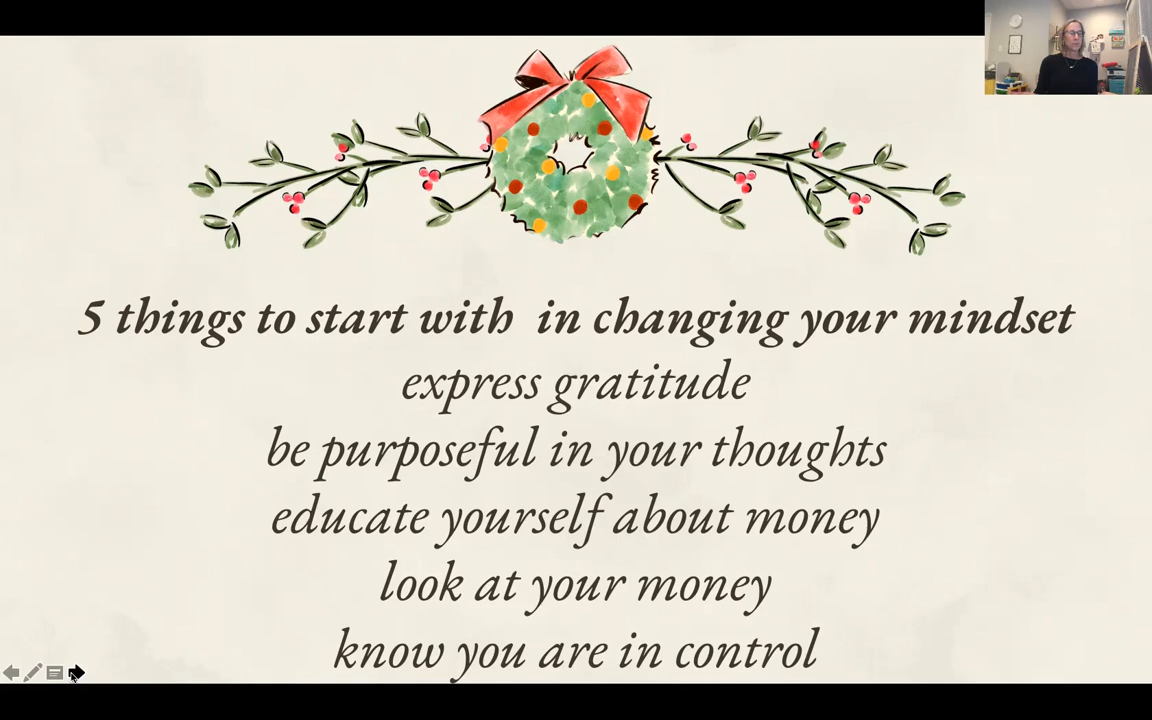 5 things to start with  in changing your mindset
express gratitude
be purposeful in your thoughts
educate yourself about money
look at your money
know you are in control